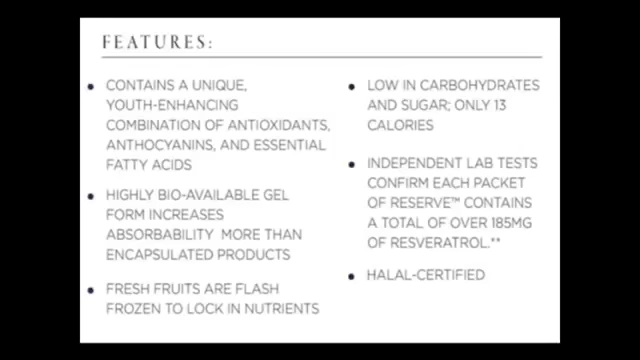 FEATURES:
CONTAINS A UNIQUE,
YOUTH-ENHANCING
COMBINATION OF ANTIOXIDANTS,
ANTHOCYANINS, AND ESSENTIAL
FATTY ACIDS
HIGHLY BIO-AVAILABLE GEL
FORM INCREASES
ABSORBABILITY MORE THAN
ENCAPSULATED PRODUCTS
FRESH FRUITS ARE FLASH
FROZEN TO LOCK IN NUTRIENTS
LOW IN CARBOHYDRATES
AND SUGAR; ONLY 13
CALORIES
INDEPENDENT LAB TESTS
CONFIRM EACH PACKET
OF RESERVE™ CONTAINS
A TOTAL OF OVER 185MG
OF RESVERATROL.**
HALAL-CERTIFIED